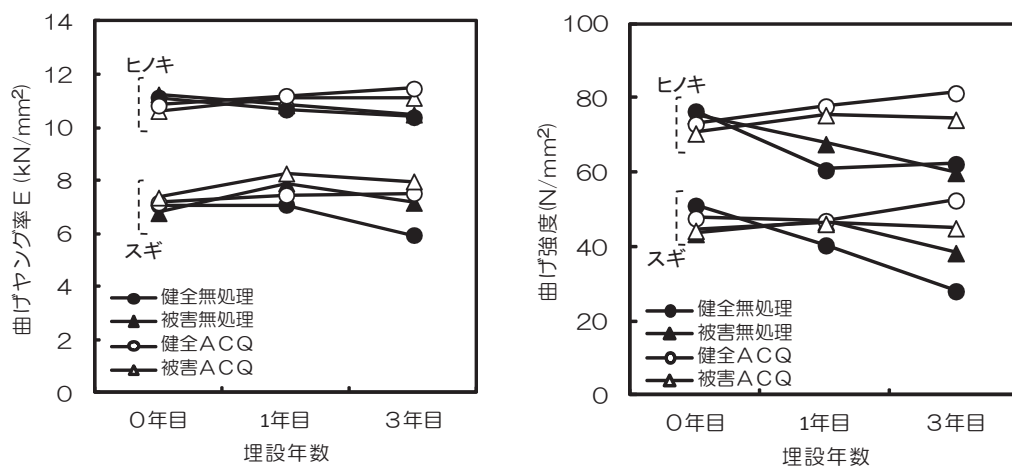 曲げヤング率E (kN/mm²)
14
12
10
8
6
4
2
0
ヒノキ
スギ
健全無処理
被害無処理
健全ACQ
被害ACQ
0年目 1年目 3年目
埋設年数
曲げ強度(N/mm²)
100
80
60
40
20
0
ヒノキ
スギ
健全無処理
被害無処理
健全ACQ
被害ACQ
0年目 1年目 3年目
埋設年数